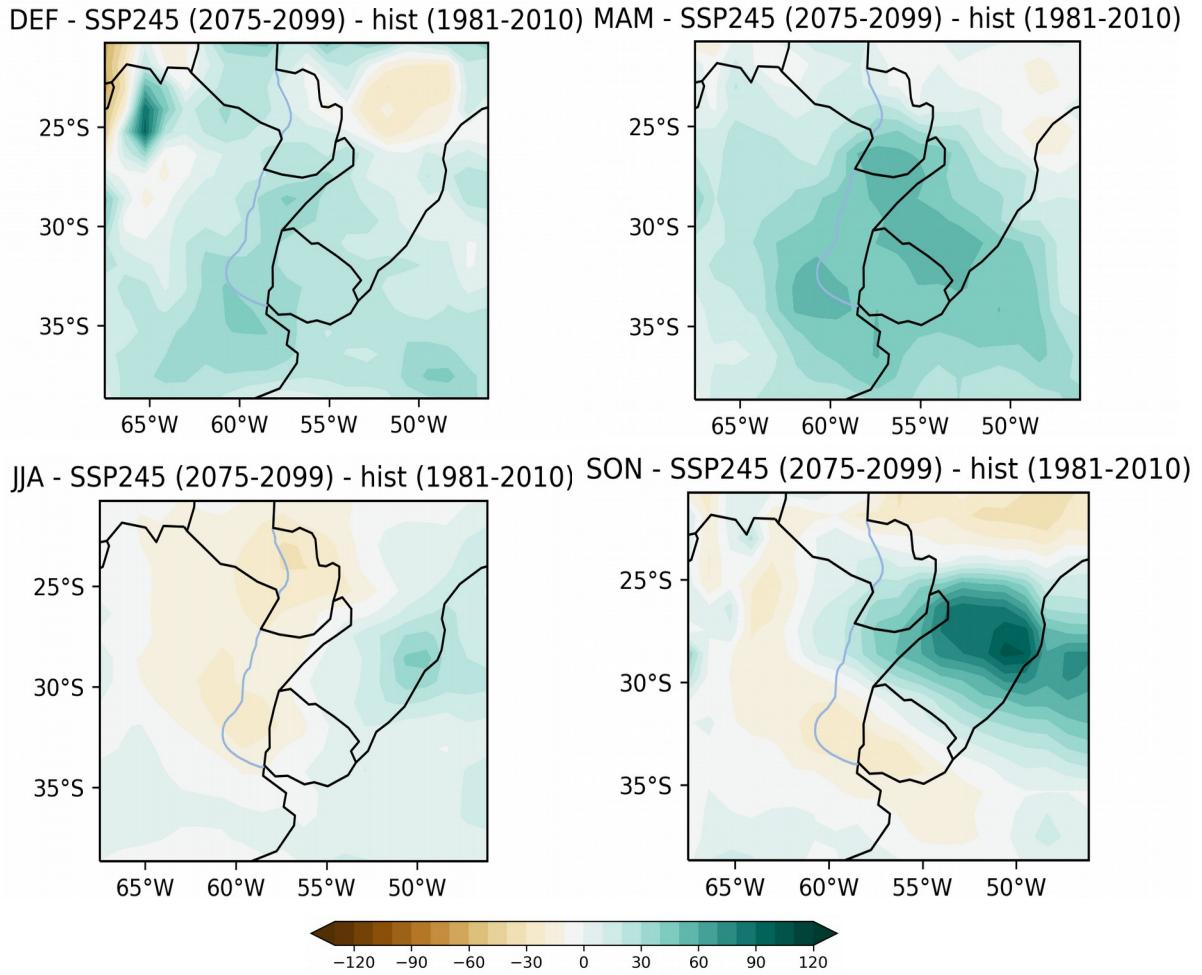 DEF - SSP245 (2075-2099) - hist (1981-2010)
MAM - SSP245 (2075-2099) - hist (1981-2010)
25°S
30°S
35°S
65°W 60°W 55°W 50°W
25°S
30°S
35°S
65°W 60°W 55°W 50°W
JJA - SSP245 (2075-2099) - hist (1981-2010)
SON - SSP245 (2075-2099) - hist (1981-2010)
25°S
30°S
35°S
65°W 60°W 55°W 50°W
25°S
30°S
35°S
65°W 60°W 55°W 50°W
−120 −90 −60 −30 0 30 60 90 120